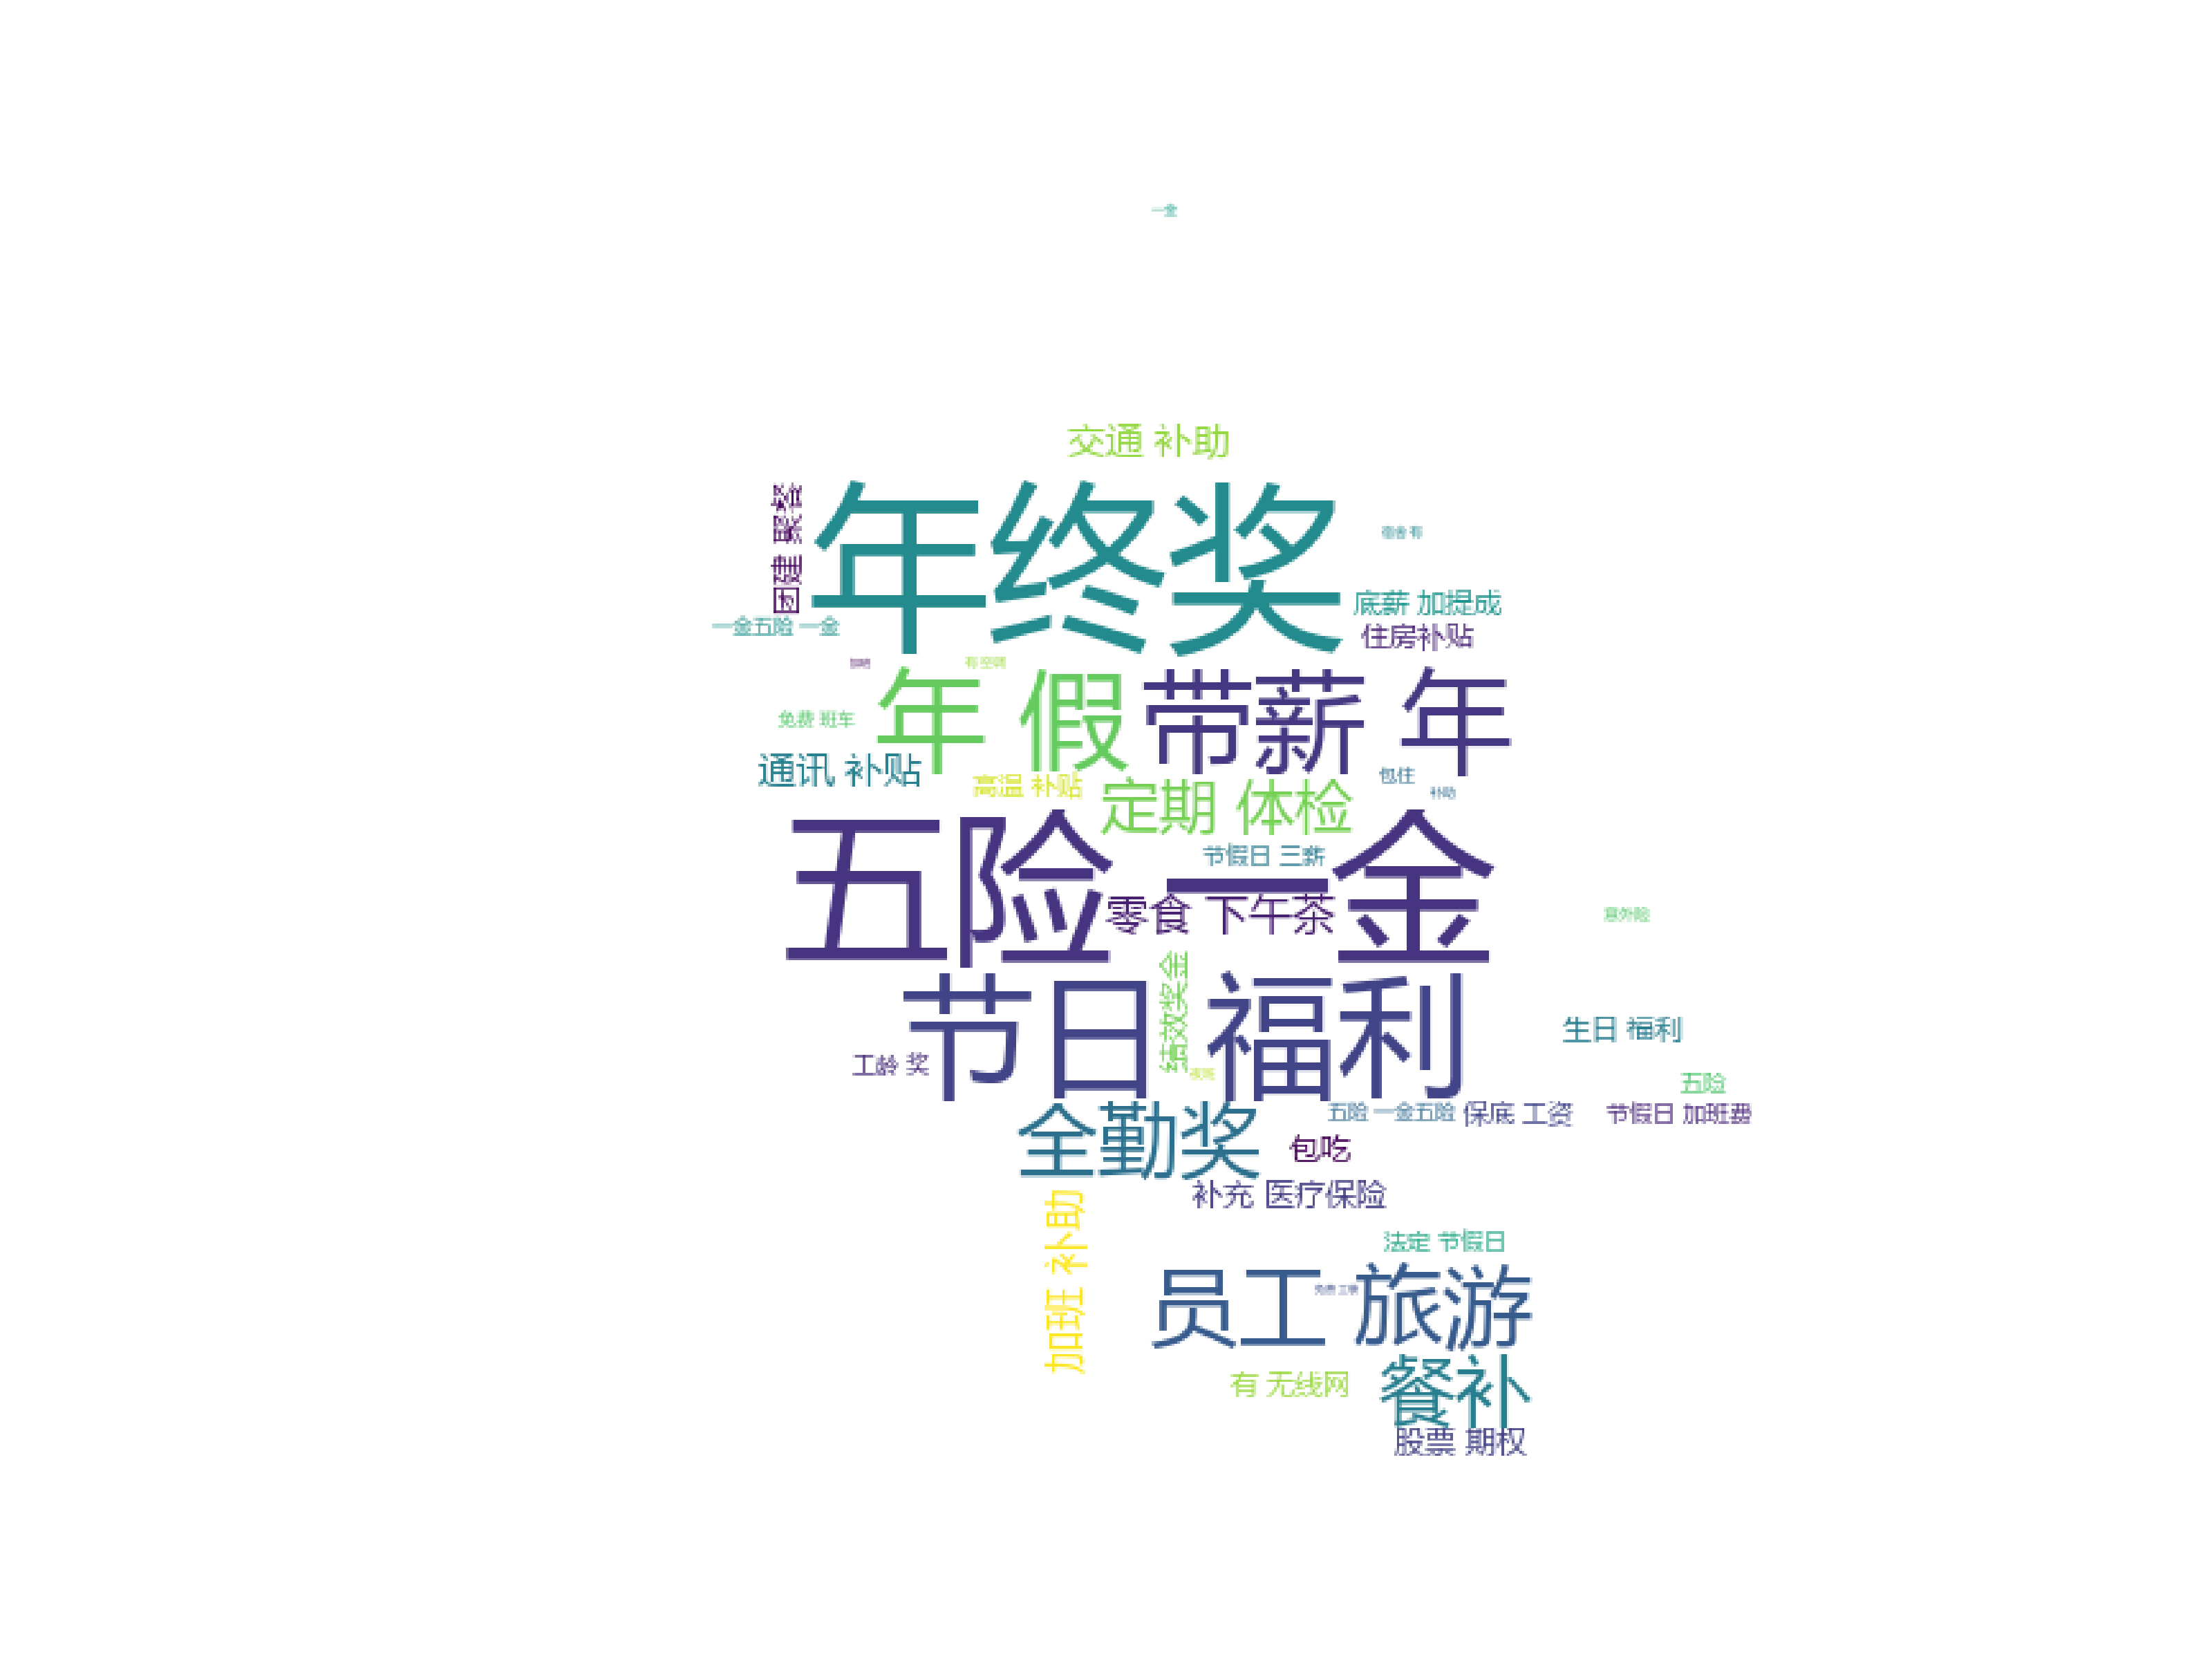 一金
交通 补助
团建 聚餐
年终奖
宿舍 有
底薪 加提成
一金五险 一金
住房补贴
有 空调
年 假
带薪 年
免费 班车
通讯 补贴
高温 补贴
定期 体检
包住
补助
五险 一金
节假日 三薪
零食 下午茶
意外险
绩效奖金
节日 福利
生日 福利
工龄 奖
五险
全勤奖
五险 一金五险
保底 工资
节假日 加班费
包吃
补充 医疗保险
加班 补助
法定 节假日
员工 旅游
有 无线网
餐补
股票 期权